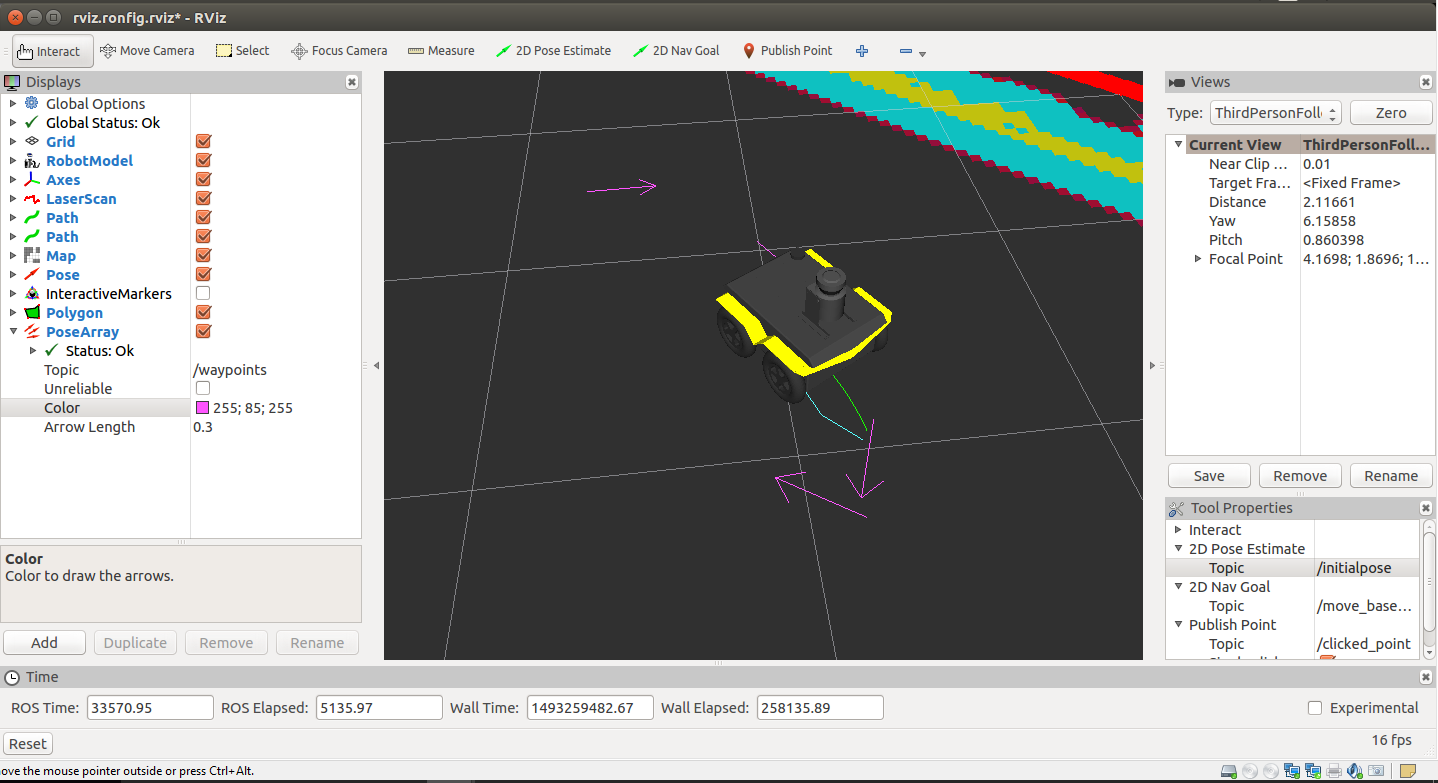 rviz.ronfig.rviz* - RViz
Interact Move Camera Select Focus Camera Measure 2D Pose Estimate 2D Nav Goal Publish Point
Displays
Global Options
Global Status: Ok
Grid
RobotModel
Axes
LaserScan
Path
Path
Map
Pose
InteractiveMarkers
Polygon
PoseArray
Status: Ok
Topic /waypoints
Unreliable
Color 255; 85; 255
Arrow Length 0.3
Color
Color to draw the arrows.
Add Duplicate Remove Rename
Views
Type: ThirdPersonFoll Zero
Current View ThirdPersonFoll...
Near Clip ... 0.01
Target Fra... <Fixed Frame>
Distance 2.11661
Yaw 6.15858
Pitch 0.860398
Focal Point 4.1698; 1.8696; 1...
Save Remove Rename
Tool Properties
Interact
2D Pose Estimate
Topic /initialpose
2D Nav Goal
Topic /move_base...
Publish Point
Topic /clicked_point
Time
ROS Time: 33570.95 ROS Elapsed: 5135.97 Wall Time: 1493259482.67 Wall Elapsed: 258135.89 Experimental
Reset 16 fps
ove the mouse pointer outside or press Ctrl+Alt.